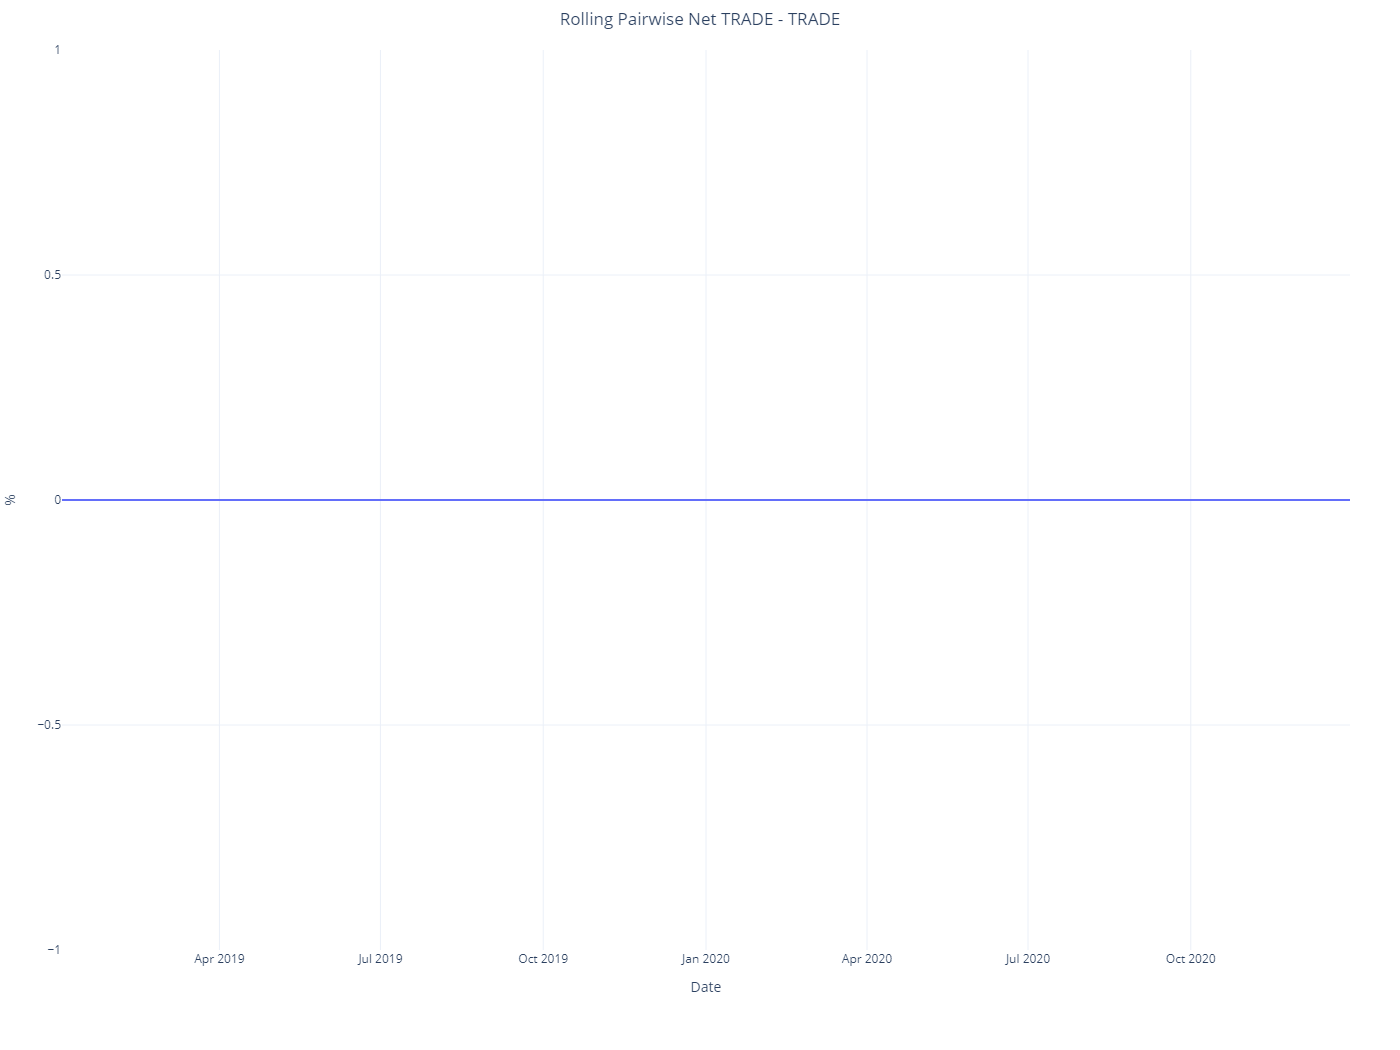 Rolling Pairwise Net TRADE - TRADE
1
0.5
0
−0.5
−1
%
Apr 2019
Jul 2019
Oct 2019
Jan 2020
Apr 2020
Jul 2020
Oct 2020
Date